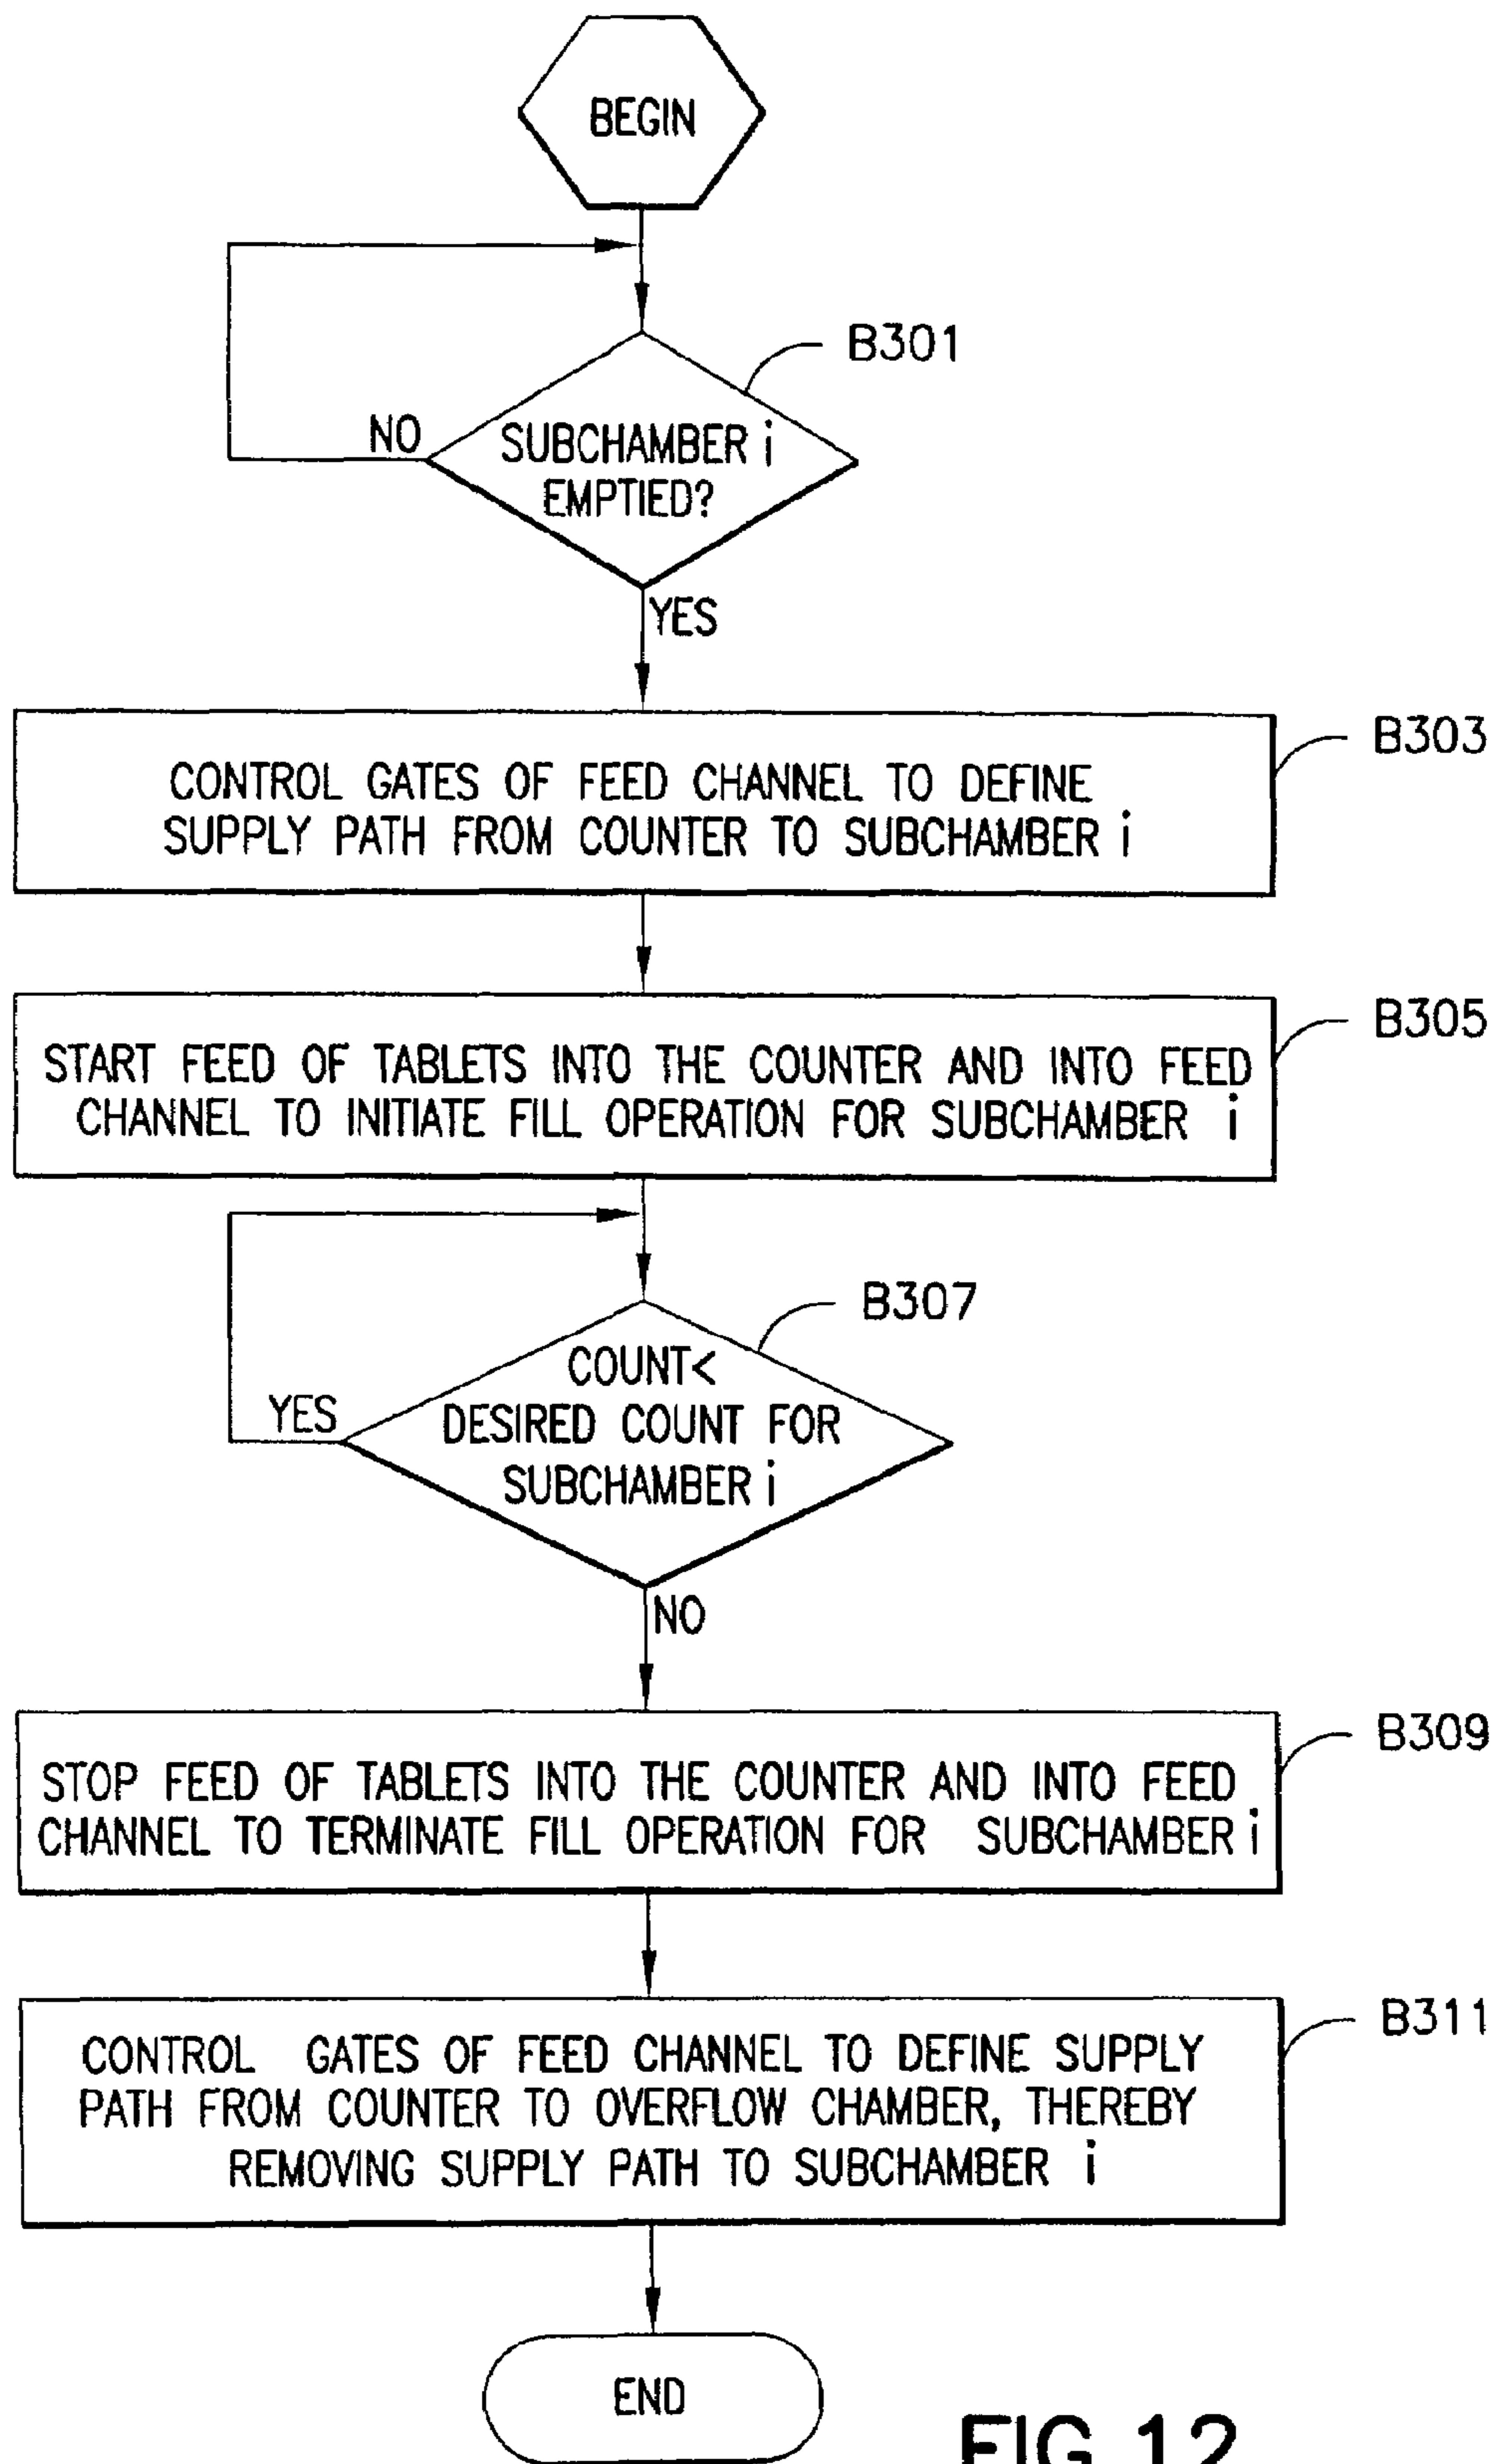 BEGIN
B301
NO
SUBCHAMBER i
EMPTIED?
YES
B303
CONTROL GATES OF FEED CHANNEL TO DEFINE
SUPPLY PATH FROM COUNTER TO SUBCHAMBER i
B305
START FEED OF TABLETS INTO THE COUNTER AND INTO FEED
CHANNEL TO INITIATE FILL OPERATION FOR SUBCHAMBER i
B307
COUNT<
YES
DESIRED COUNT FOR
SUBCHAMBER i
NO
B309
STOP FEED OF TABLETS INTO THE COUNTER AND INTO FEED
CHANNEL TO TERMINATE FILL OPERATION FOR SUBCHAMBER i
B311
CONTROL GATES OF FEED CHANNEL TO DEFINE SUPPLY
PATH FROM COUNTER TO OVERFLOW CHAMBER, THEREBY
REMOVING SUPPLY PATH TO SUBCHAMBER i
END
FIG.12